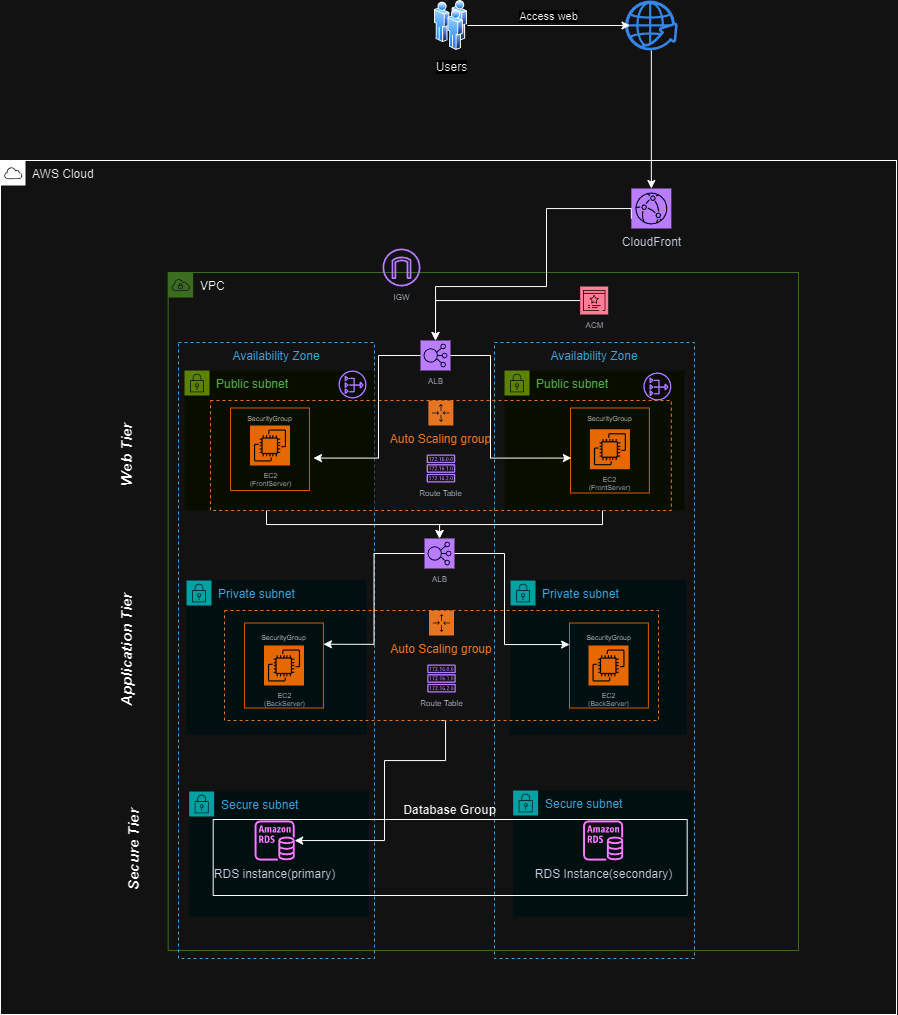 Access web
Users
AWS Cloud
CloudFront
IGW
VPC
ACM
Availability Zone
Availability Zone
ALB
Public subnet
Public subnet
Web Tier
SecurityGroup
EC2
(FrontServer)
Auto Scaling group
172.16.0.0
172.16.1.0
172.16.2.0
Route Table
SecurityGroup
EC2
(FrontServer)
ALB
Private subnet
Private subnet
Application Tier
SecurityGroup
EC2
(BackServer)
Auto Scaling group
172.16.0.0
172.16.1.0
172.16.2.0
Route Table
SecurityGroup
EC2
(BackServer)
Secure Tier
Secure subnet
Secure subnet
Database Group
Amazon
RDS
RDS instance(primary)
Amazon
RDS
RDS Instance(secondary)